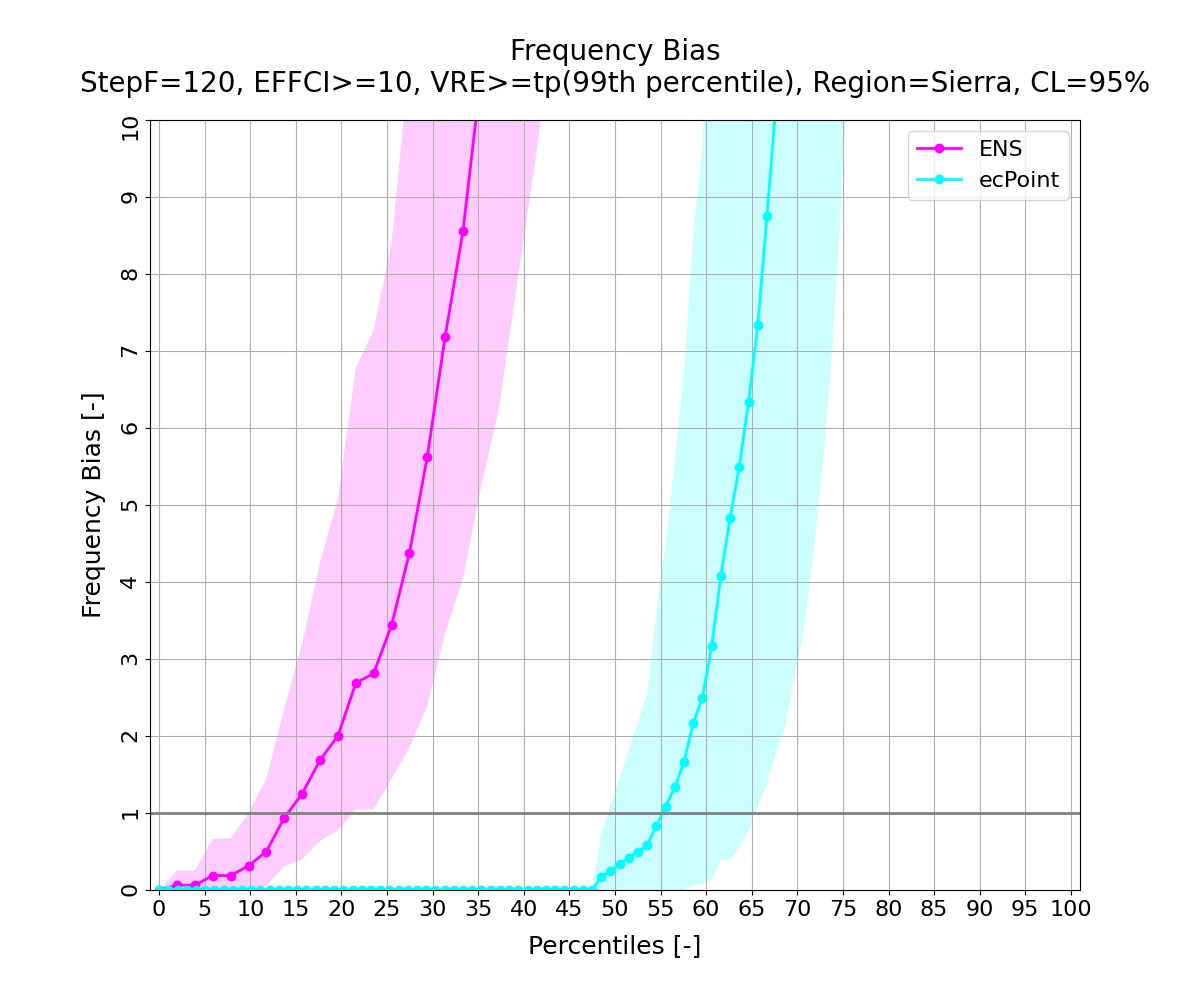 Frequency Bias
StepF=120, EFFCI>=10, VRE>=tp(99th percentile), Region=Sierra, CL=95%
ENS
ecPoint
10
9
8
7
6
5
4
3
2
1
0
Frequency Bias [-]
0 5 10 15 20 25 30 35 40 45 50 55 60 65 70 75 80 85 90 95 100
Percentiles [-]